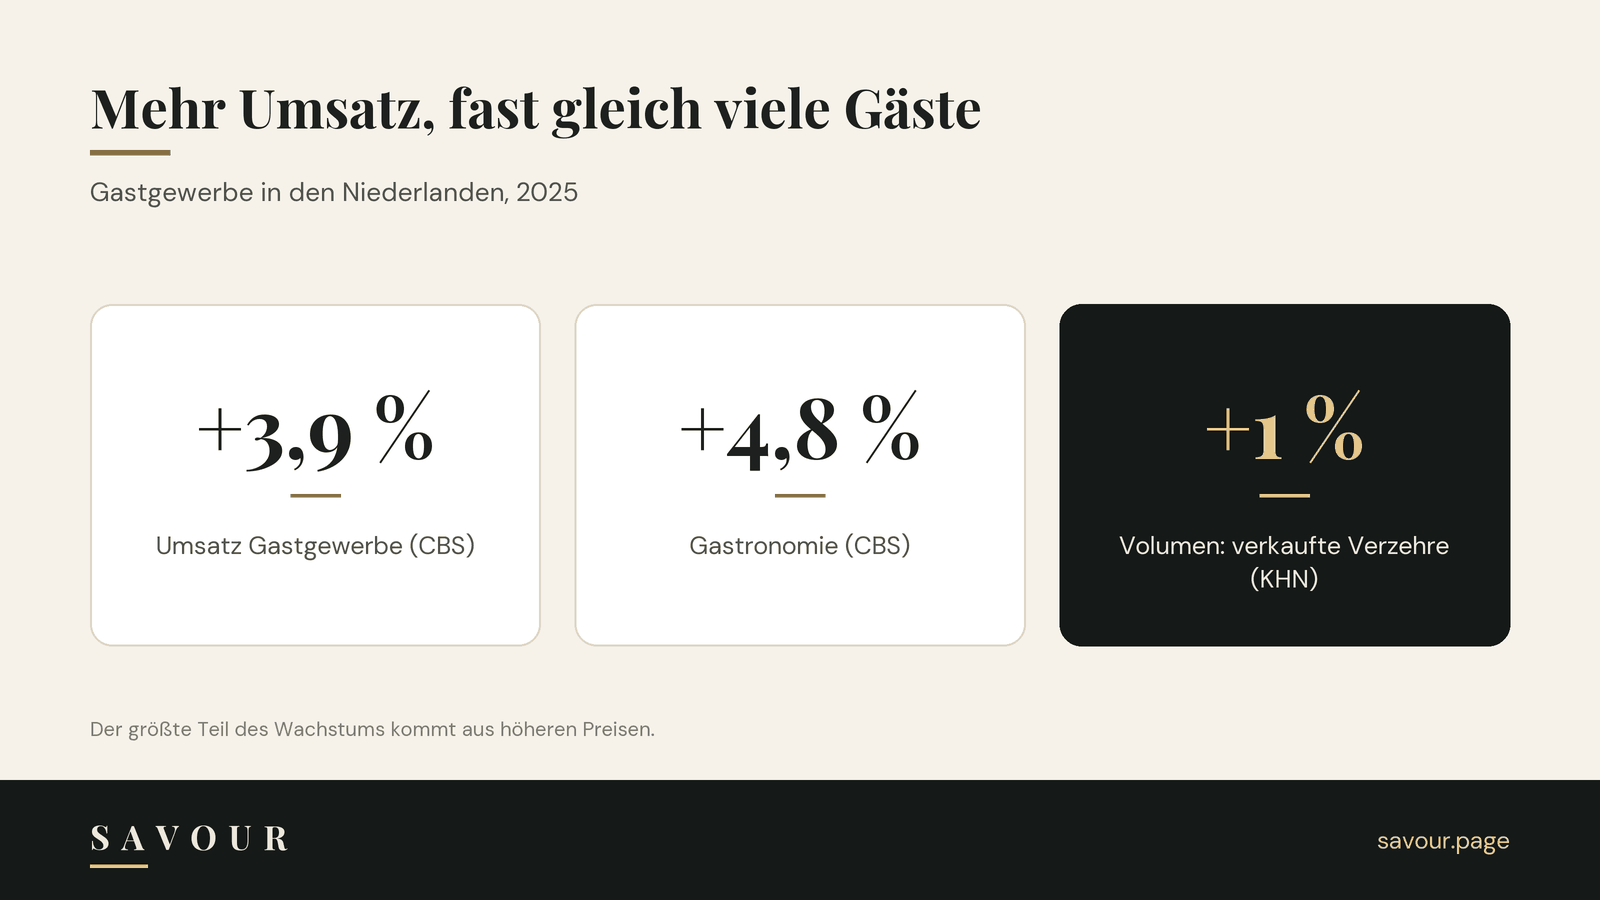 Mehr Umsatz, fast gleich viele Gäste
Gastgewerbe in den Niederlanden, 2025
+3,9 %
Umsatz Gastgewerbe (CBS)
+4,8 %
Gastronomie (CBS)
+1 %
Volumen: verkaufte Verzehre
(KHN)
Der größte Teil des Wachstums kommt aus höheren Preisen.
SAVOUR
savour.page